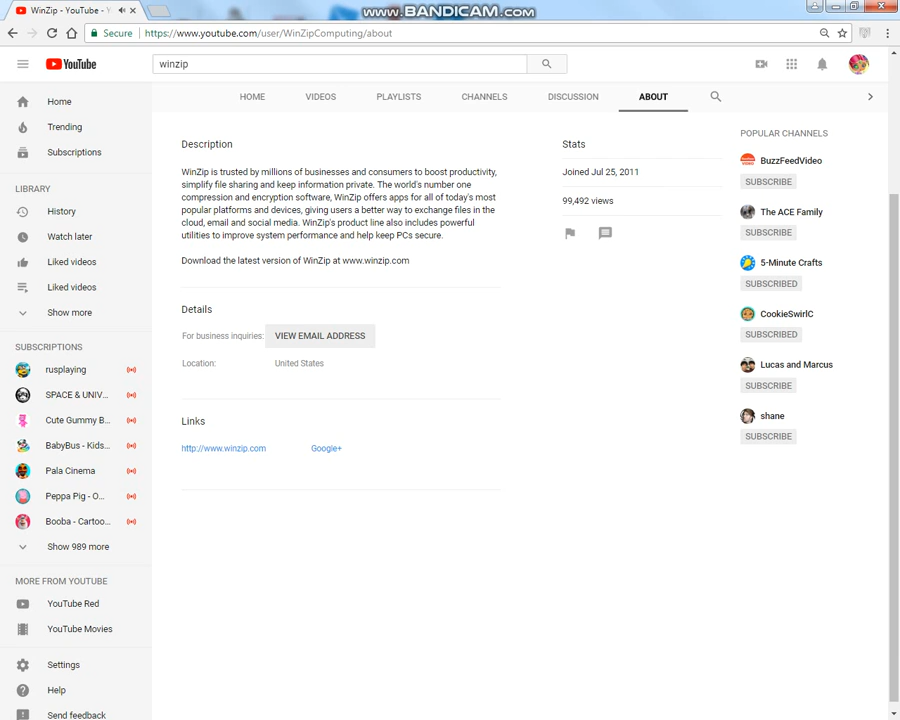 WinZip - YouTube -
www.BANDICAM.com
Secure
https://www.youtube.com/user/WinZipComputing/about
YouTube
winzip
HOME
VIDEOS
PLAYLISTS
CHANNELS
DISCUSSION
ABOUT
Home
Trending
Subscriptions
LIBRARY
History
Watch later
Liked videos
Liked videos
Show more
SUBSCRIPTIONS
rusplaying
SPACE & UNIV...
Cute Gummy B...
BabyBus - Kids...
Pala Cinema
Peppa Pig - O...
Booba - Cartoo...
Show 989 more
MORE FROM YOUTUBE
YouTube Red
YouTube Movies
Settings
Help
Send feedback
Description
WinZip is trusted by millions of businesses and consumers to boost productivity,
simplify file sharing and keep information private. The world's number one
compression and encryption software, WinZip offers apps for all of today's most
popular platforms and devices, giving users a better way to exchange files in the
cloud, email and social media. WinZip's product line also includes powerful
utilities to improve system performance and help keep PCs secure.
Download the latest version of WinZip at www.winzip.com
Details
For business inquiries:
VIEW EMAIL ADDRESS
Location:
United States
Links
http://www.winzip.com
Google+
Stats
Joined Jul 25, 2011
99,492 views
POPULAR CHANNELS
BuzzFeedVideo
SUBSCRIBE
The ACE Family
SUBSCRIBE
5-Minute Crafts
SUBSCRIBED
CookieSwirlC
SUBSCRIBED
Lucas and Marcus
SUBSCRIBE
shane
SUBSCRIBE